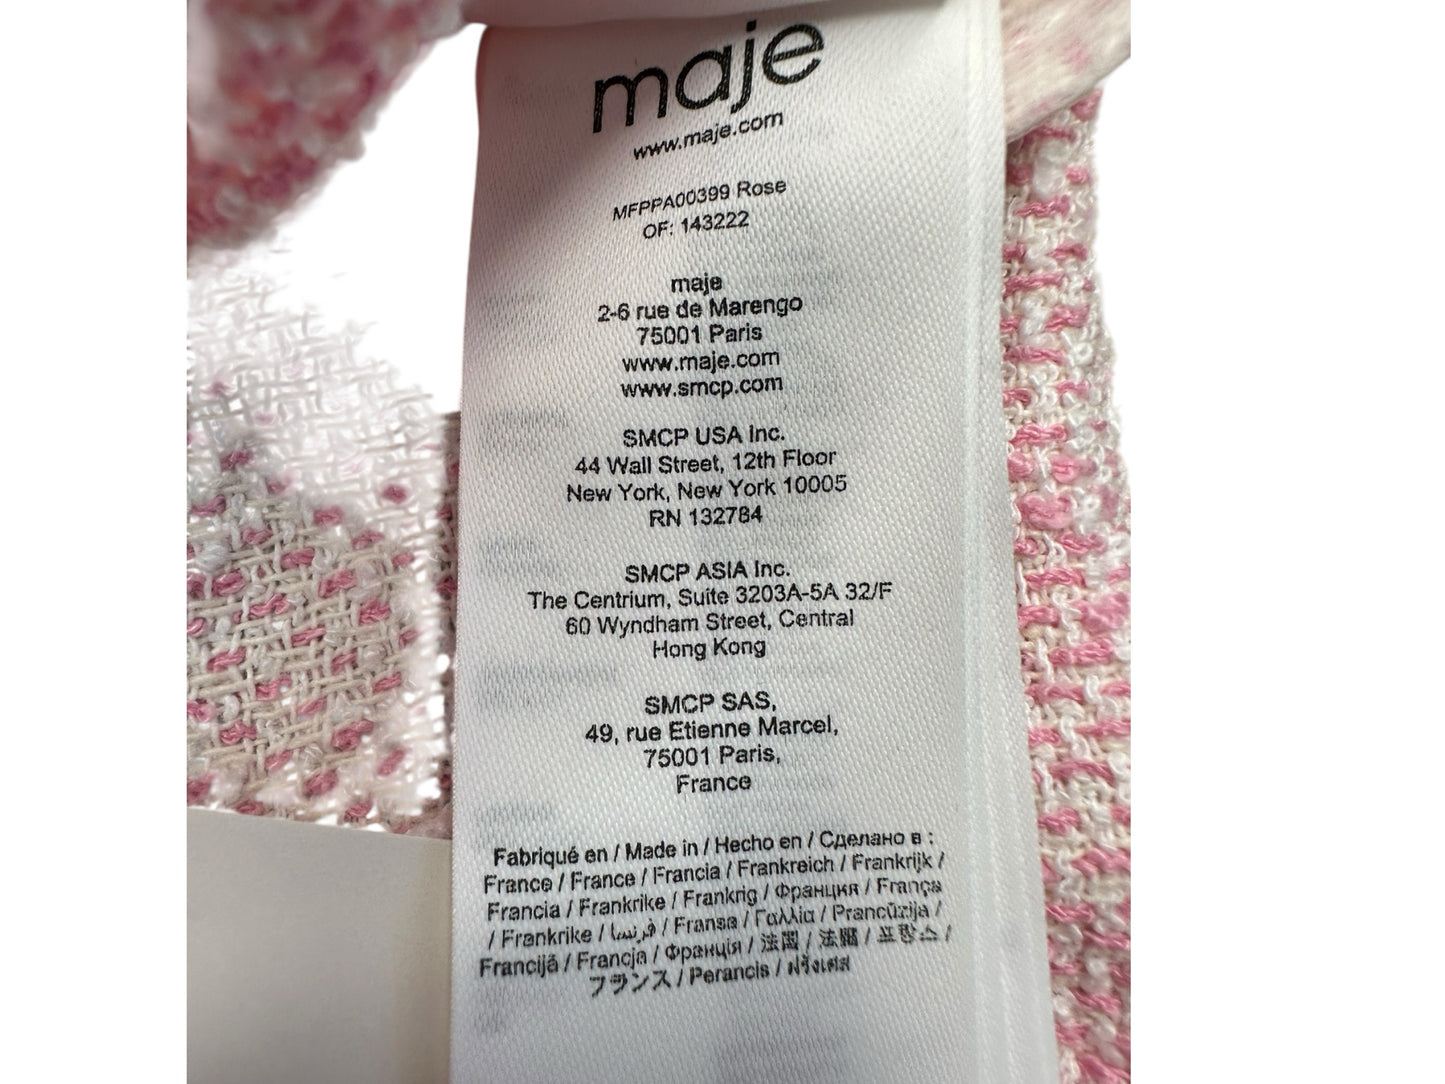 maje
www.maje.com
MFPPA00399 Rose
OF: 143222
maje
2-6 rue de Marengo
75001 Paris
www.maje.com
www.smcp.com
SMCP USA Inc.
44 Wall Street, 12th Floor
New York, New York 10005
RN 132784
SMCP ASIA Inc.
The Centrium, Suite 3203A-5A 32/F
60 Wyndham Street, Central
Hong Kong
SMCP SAS,
49, rue Etienne Marcel,
75001 Paris,
France
Fabriqué en / Made in / Hecho en / Сделано в :
France / France / Francia / Frankreich / Frankrijk /
Francia / Frankrike / Frankrig / Франция / França
/ Frankrike / فرنسا / Fransa / Γαλλία / Prancūzija /
Francijā / Francja / Франція / 法国 / 法國 / 프랑스 /
フランス / Perancis / ฝรั่งเศส